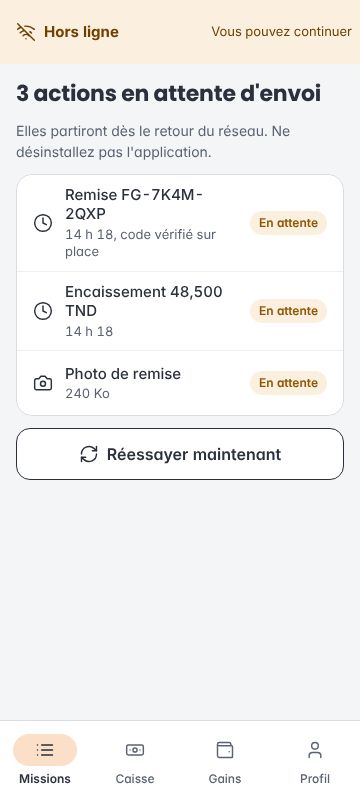 Hors ligne
Vous pouvez continuer
3 actions en attente d'envoi
Elles partiront dès le retour du réseau. Ne
désinstallez pas l'application.
Remise FG-7K4M-
2QXP
14 h 18, code vérifié sur
place
En attente
Encaissement 48,500
TND
14 h 18
En attente
Photo de remise
240 Ko
En attente
Réessayer maintenant
Missions
Caisse
Gains
Profil